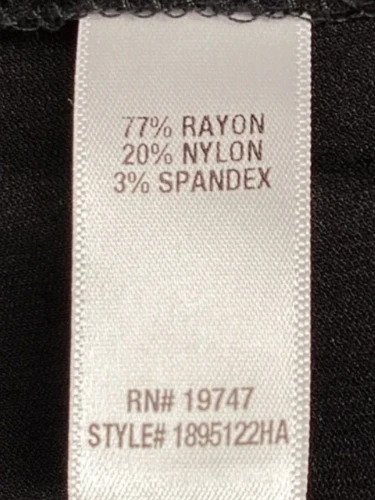 77% RAYON
20% NYLON
3% SPANDEX
RN# 19747
STYLE# 1895122HA